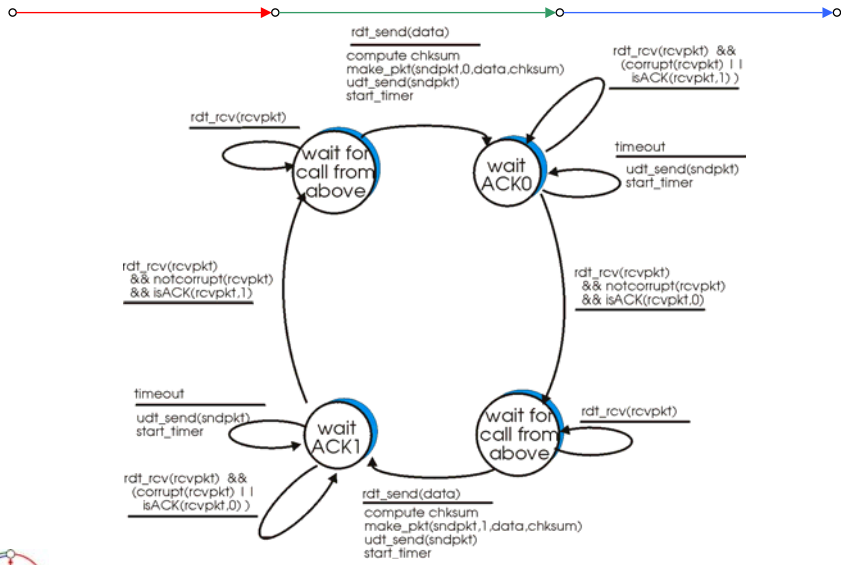 rdt_send(data)
compute chksum
make_pkt(sndpkt,0,data,chksum)
udt_send(sndpkt)
start_timer
rdt_rcv(rcvpkt) &&
(corrupt(rcvpkt) ||
isACK(rcvpkt,1) )
rdt_rcv(rcvpkt)
wait for
call from
above
wait
ACK0
timeout
udt_send(sndpkt)
start_timer
rdt_rcv(rcvpkt)
&& notcorrupt(rcvpkt)
&& isACK(rcvpkt,1)
rdt_rcv(rcvpkt)
&& notcorrupt(rcvpkt)
&& isACK(rcvpkt,0)
timeout
udt_send(sndpkt)
start_timer
wait
ACK1
wait for
call from
above
rdt_rcv(rcvpkt)
rdt_rcv(rcvpkt) &&
(corrupt(rcvpkt) ||
isACK(rcvpkt,0) )
rdt_send(data)
compute chksum
make_pkt(sndpkt,1,data,chksum)
udt_send(sndpkt)
start_timer